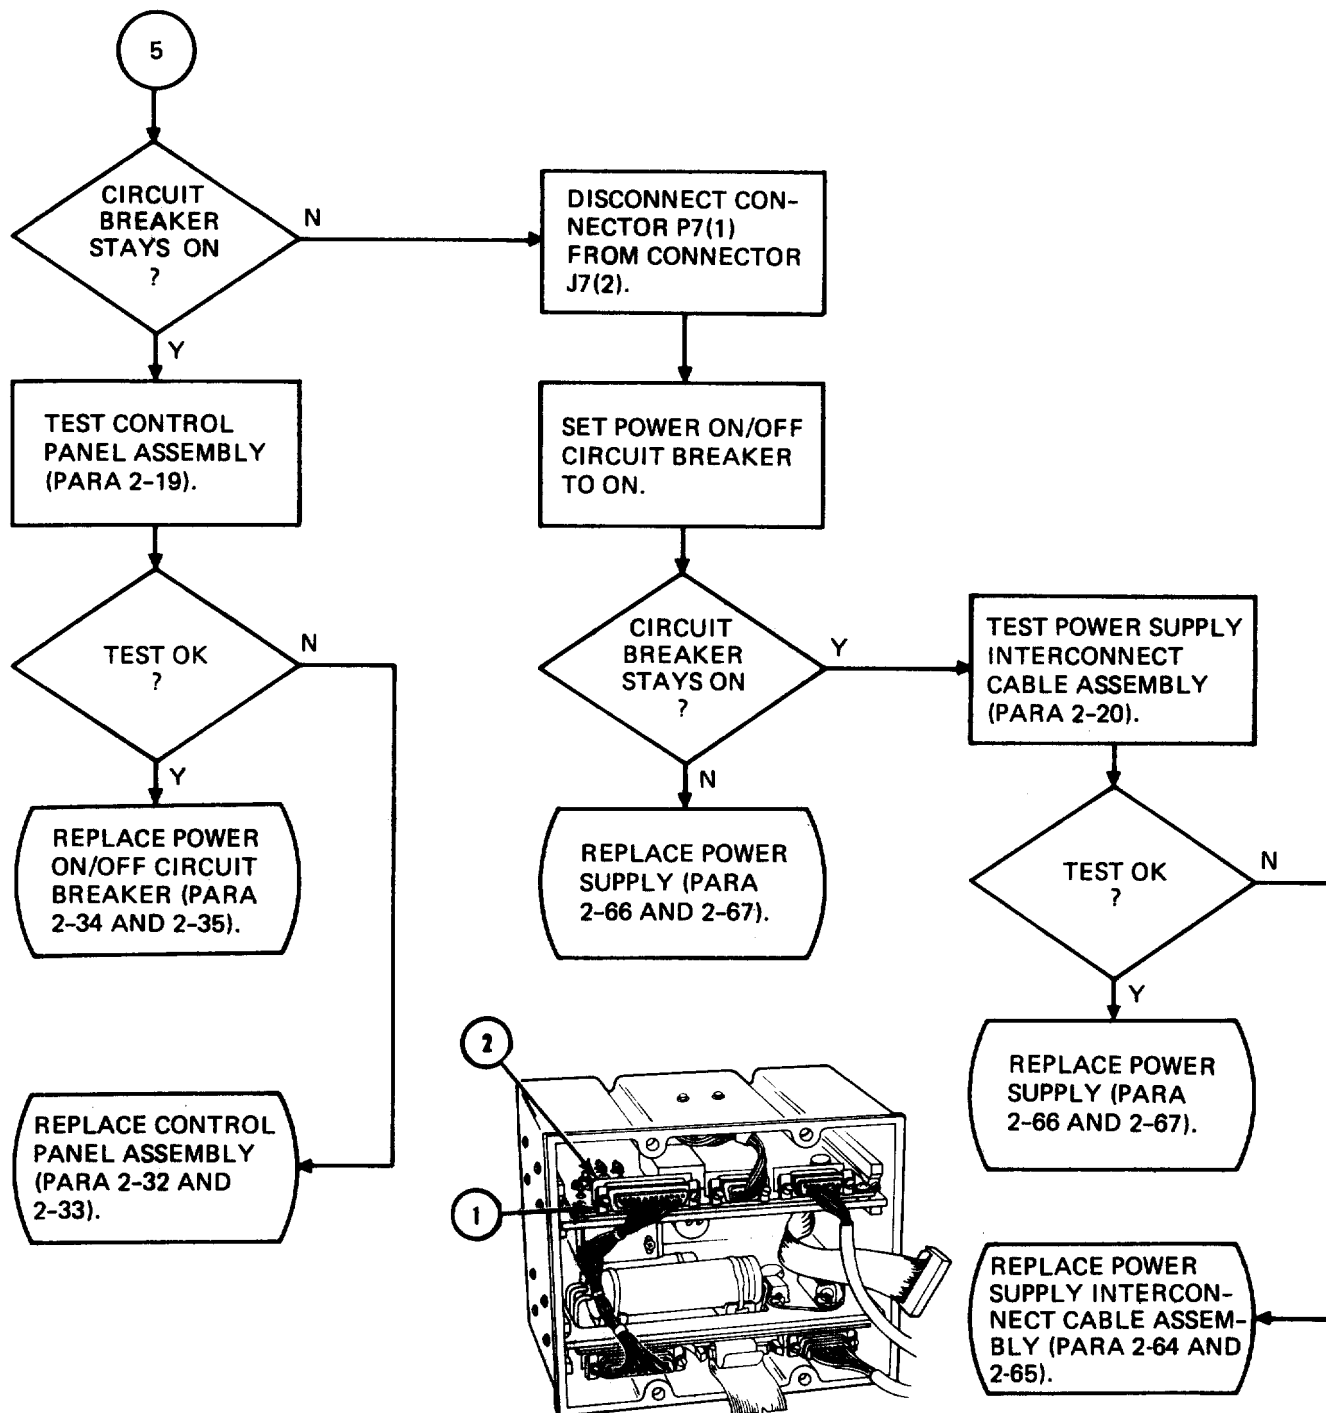 5
CIRCUIT
BREAKER
STAYS ON
?
N
Y
DISCONNECT CON-
NECTOR P7(1)
FROM CONNECTOR
J7(2).
TEST CONTROL
PANEL ASSEMBLY
(PARA 2-19).
SET POWER ON/OFF
CIRCUIT BREAKER
TO ON.
TEST OK
?
N
Y
CIRCUIT
BREAKER
STAYS ON
?
Y
N
TEST POWER SUPPLY
INTERCONNECT
CABLE ASSEMBLY
(PARA 2-20).
REPLACE POWER
ON/OFF CIRCUIT
BREAKER (PARA
2-34 AND 2-35).
REPLACE POWER
SUPPLY (PARA
2-66 AND 2-67).
TEST OK
?
N
Y
REPLACE POWER
SUPPLY (PARA
2-66 AND 2-67).
REPLACE CONTROL
PANEL ASSEMBLY
(PARA 2-32 AND
2-33).
2
1
REPLACE POWER
SUPPLY INTERCON-
NECT CABLE ASSEM-
BLY (PARA 2-64 AND
2-65).